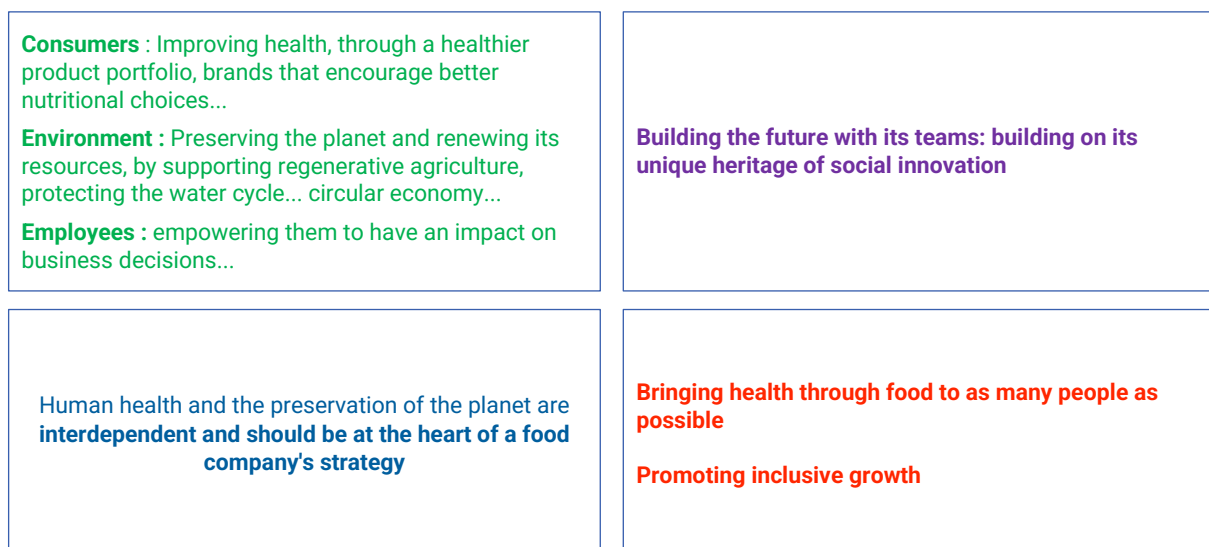 Consumers : Improving health, through a healthier
product portfolio, brands that encourage better
nutritional choices...
Environment : Preserving the planet and renewing its
resources, by supporting regenerative agriculture,
protecting the water cycle... circular economy...
Employees : empowering them to have an impact on
business decisions...
Building the future with its teams: building on its
unique heritage of social innovation
Human health and the preservation of the planet are
interdependent and should be at the heart of a food
company's strategy
Bringing health through food to as many people as
possible
Promoting inclusive growth